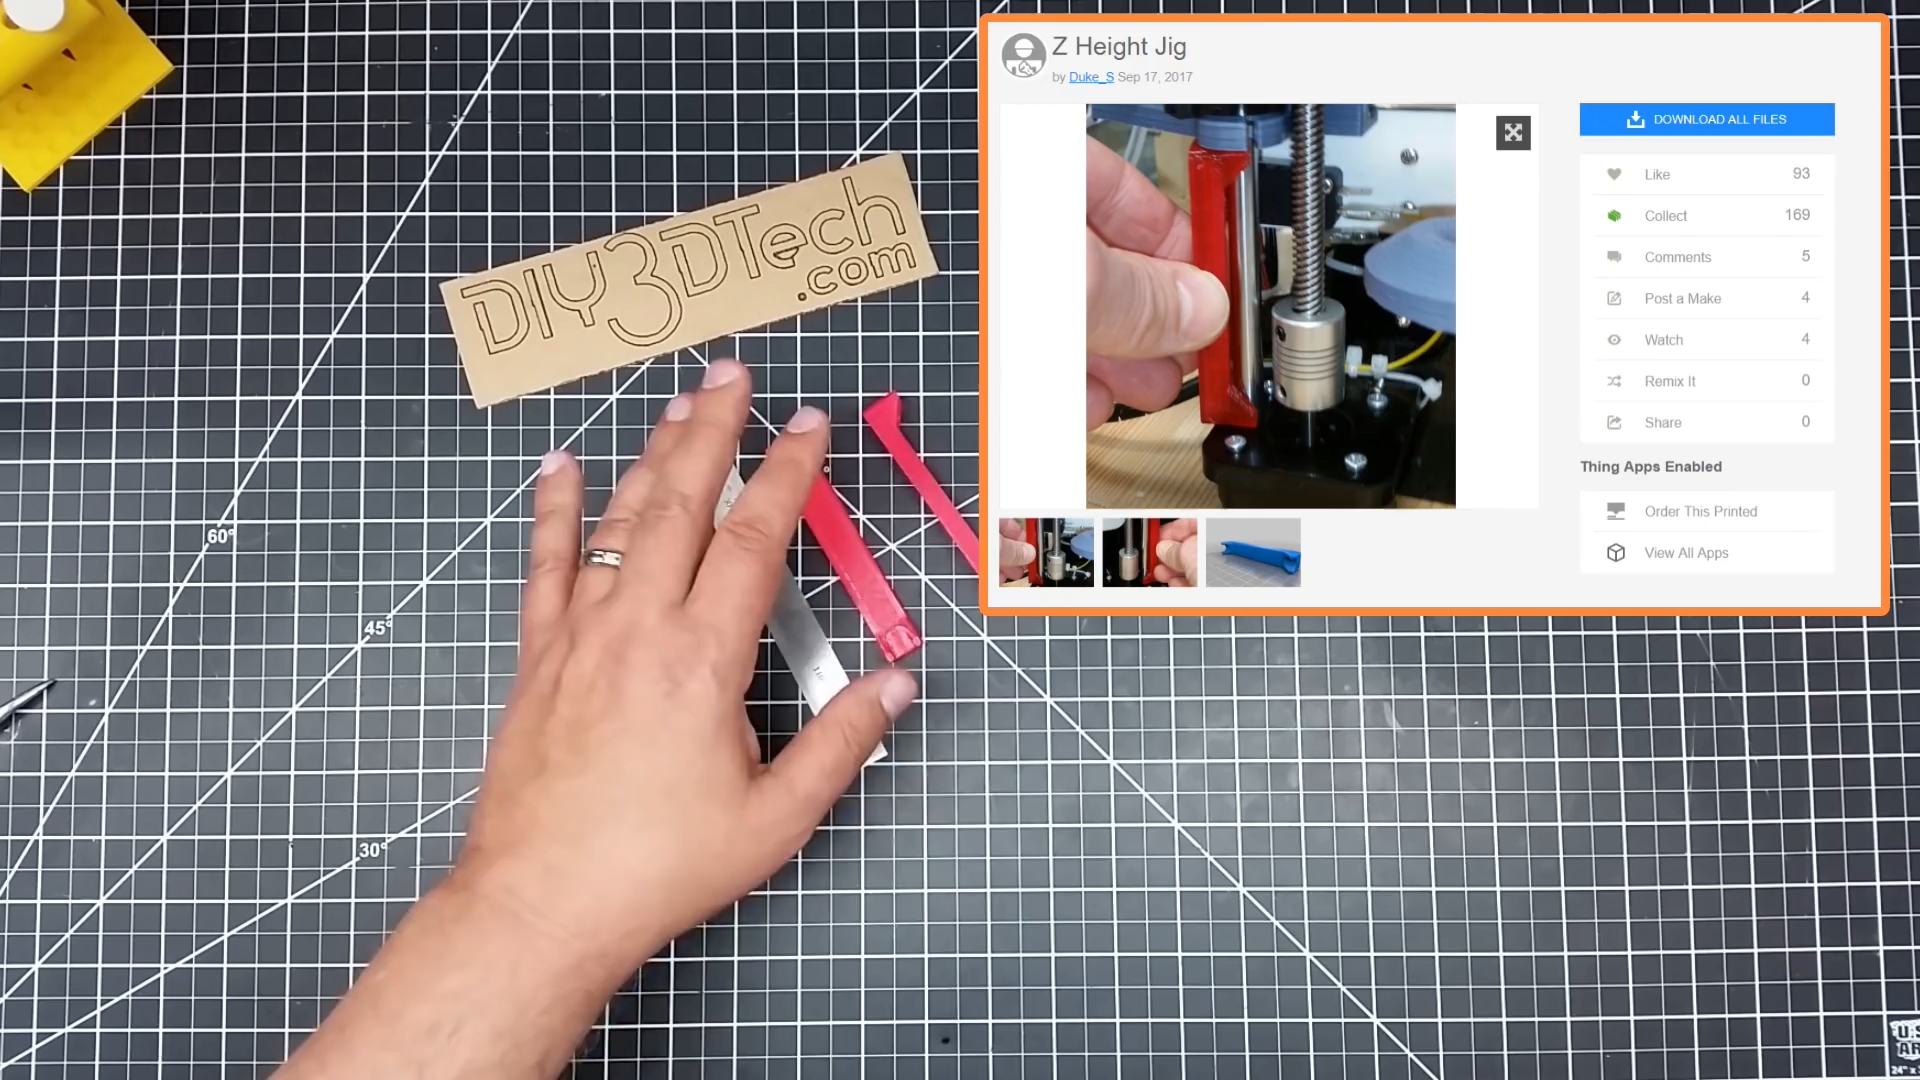 DIY3DTech
.com
60°
45°
30°
Z Height Jig
by Duke_S Sep 17, 2017
DOWNLOAD ALL FILES
Like 93
Collect 169
Comments 5
Post a Make 4
Watch 4
Remix It 0
Share 0
Thing Apps Enabled
Order This Printed
View All Apps
24" x